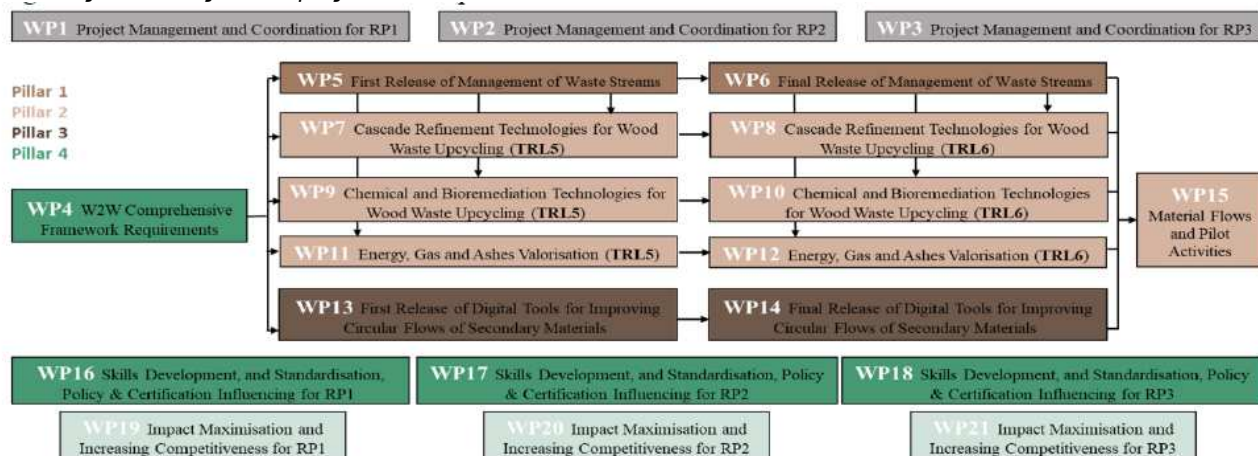 WP1 Project Management and Coordination for RP1
WP2 Project Management and Coordination for RP2
WP3 Project Management and Coordination for RP3
Pillar 1
Pillar 2
Pillar 3
Pillar 4
WP4 W2W Comprehensive
Framework Requirements
WP5 First Release of Management of Waste Streams
WP6 Final Release of Management of Waste Streams
WP7 Cascade Refinement Technologies for Wood
Waste Upcycling (TRL5)
WP8 Cascade Refinement Technologies for Wood
Waste Upcycling (TRL6)
WP9 Chemical and Bioremediation Technologies for
Wood Waste Upcycling (TRL5)
WP10 Chemical and Bioremediation Technologies
for Wood Waste Upcycling (TRL6)
WP11 Energy, Gas and Ashes Valorisation (TRL5)
WP12 Energy, Gas and Ashes Valorisation (TRL6)
WP13 First Release of Digital Tools for Improving
Circular Flows of Secondary Materials
WP14 Final Release of Digital Tools for Improving
Circular Flows of Secondary Materials
WP15
Material Flows
and Pilot
Activities
WP16 Skills Development, and Standardisation,
Policy & Certification Influencing for RP1
WP17 Skills Development, and Standardisation, Policy
& Certification Influencing for RP2
WP18 Skills Development, and Standardisation, Policy
& Certification Influencing for RP3
WP19 Impact Maximisation and
Increasing Competitiveness for RP1
WP20 Impact Maximisation and
Increasing Competitiveness for RP2
WP21 Impact Maximisation and
Increasing Competitiveness for RP3